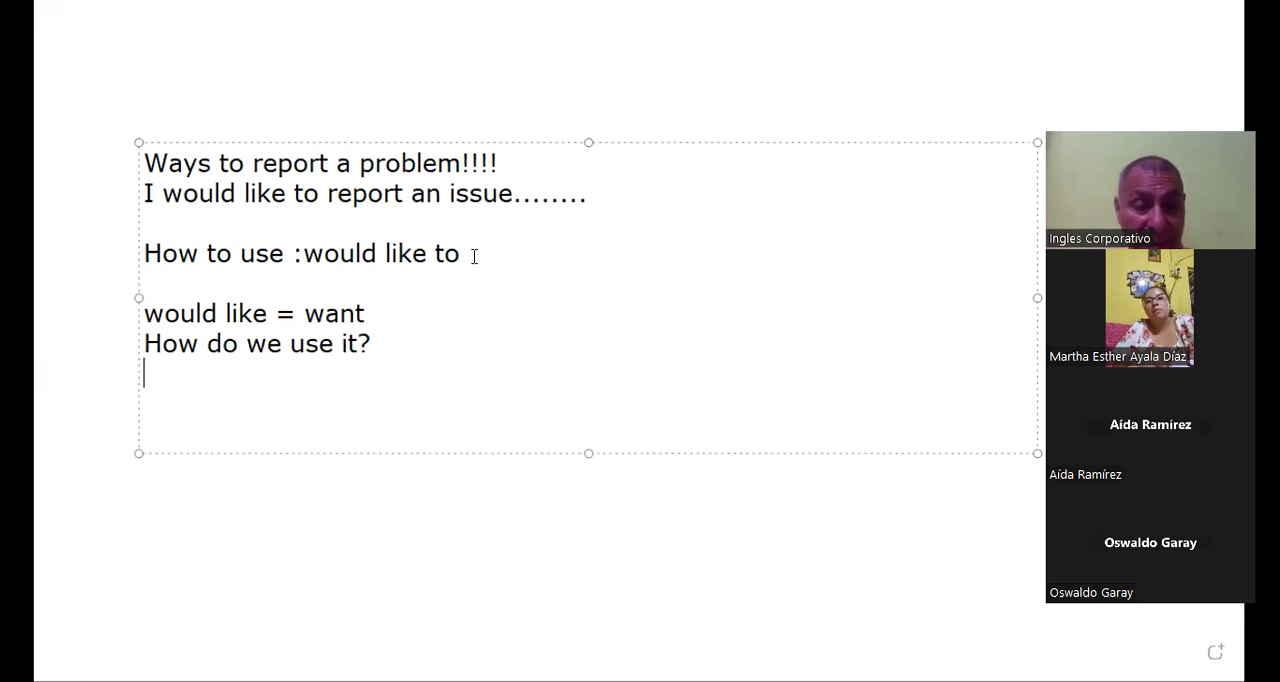 Ways to report a problem!!!!
I would like to report an issue........
How to use :would like to
would like = want
How do we use it?
Ingles Corporativo
Martha Esther Ayala Díaz
Aída Ramírez
Aída Ramírez
Oswaldo Garay
Oswaldo Garay